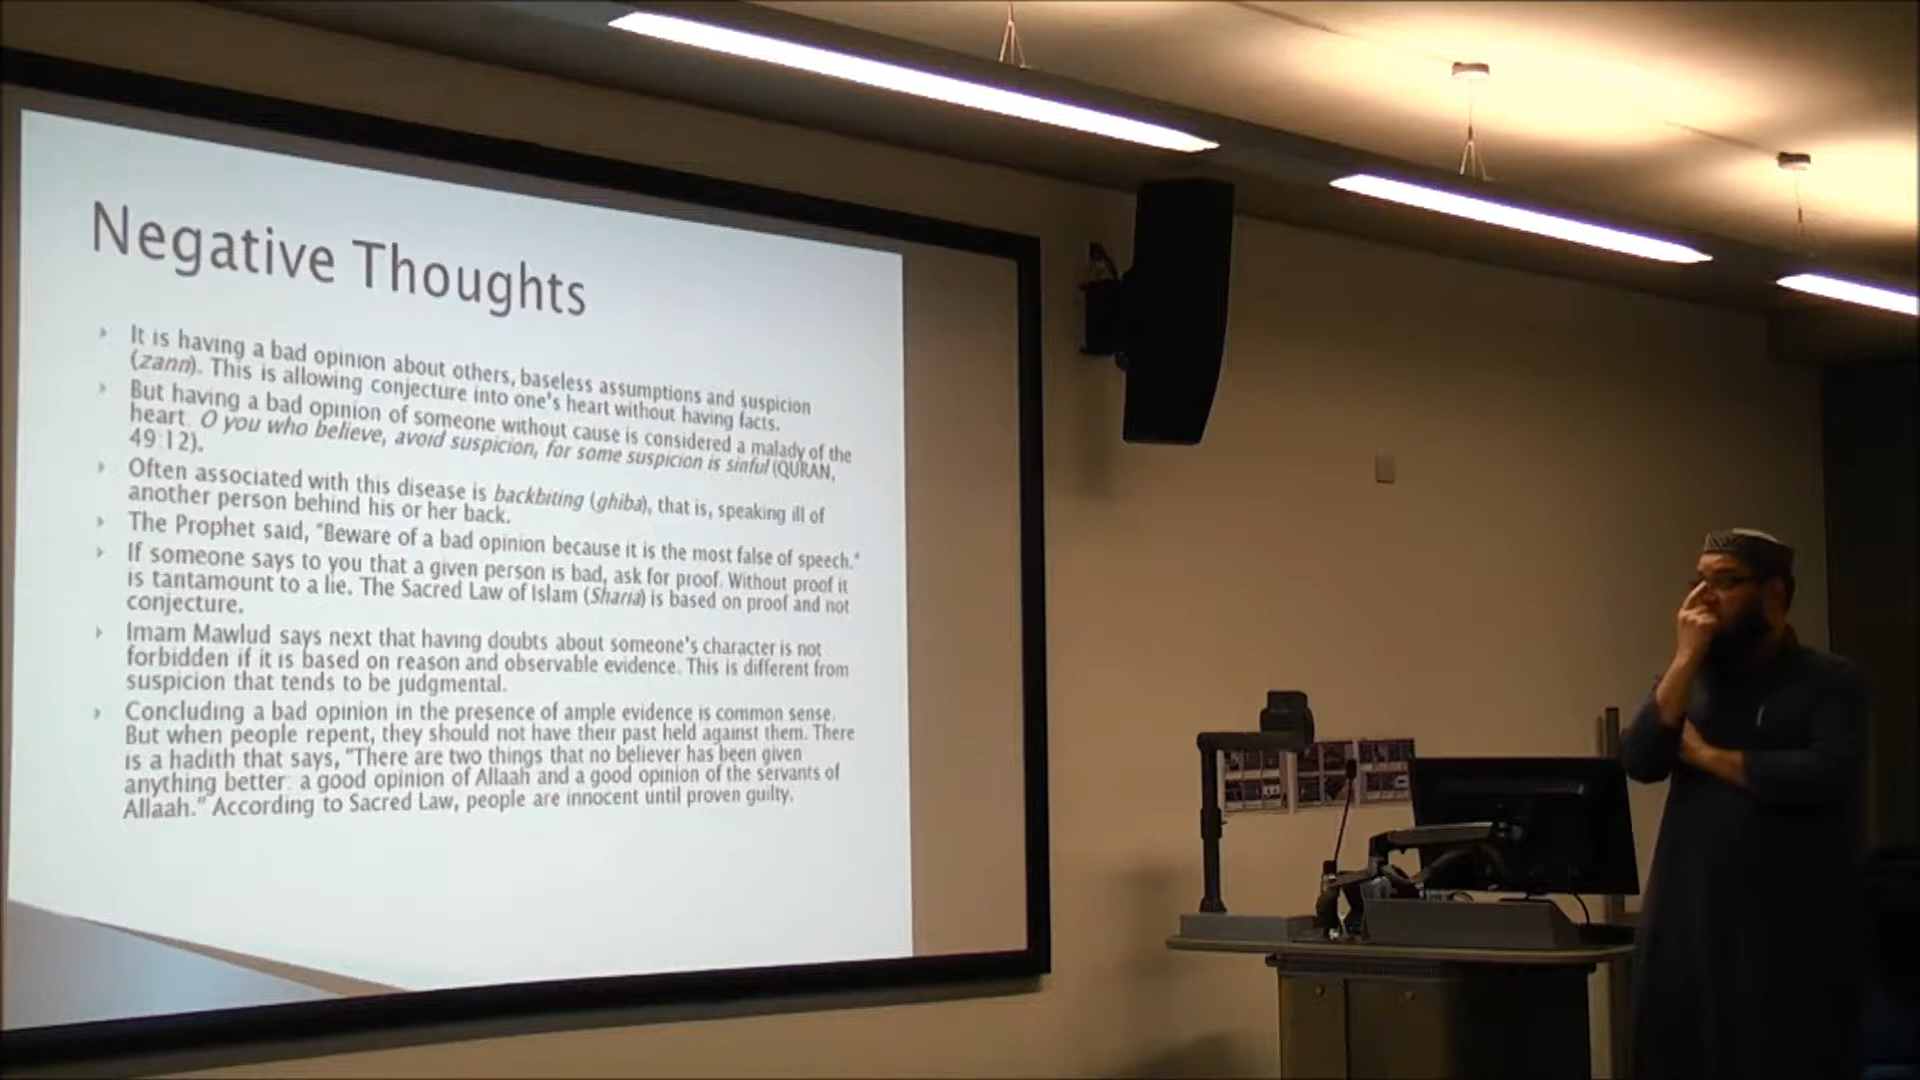 Negative Thoughts
It is having a bad opinion about others, baseless assumptions and suspicion
(zann). This is allowing conjecture into one's heart without having facts.
But having a bad opinion of someone without cause is considered a malady of the
heart. O you who believe, avoid suspicion, for some suspicion is sinful (QURAN,
49:12).
Often associated with this disease is backbiting (ghiba), that is, speaking ill of
another person behind his or her back.
The Prophet said, "Beware of a bad opinion because it is the most false of speech."
If someone says to you that a given person is bad, ask for proof. Without proof it
is tantamount to a lie. The Sacred Law of Islam (Sharia) is based on proof and not
conjecture.
Imam Mawlud says next that having doubts about someone's character is not
forbidden if it is based on reason and observable evidence. This is different from
suspicion that tends to be judgmental.
Concluding a bad opinion in the presence of ample evidence is common sense.
But when people repent, they should not have their past held against them. There
is a hadith that says, "There are two things that no believer has been given
anything better: a good opinion of Allaah and a good opinion of the servants of
Allaah." According to Sacred Law, people are innocent until proven guilty.